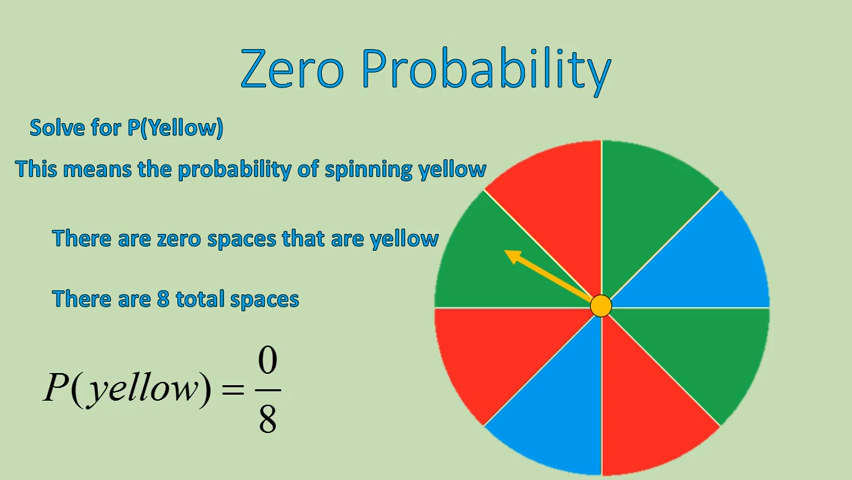 Zero Probability
Solve for P(Yellow)
This means the probability of spinning yellow
There are zero spaces that are yellow
There are 8 total spaces
P(yellow) = 0/8